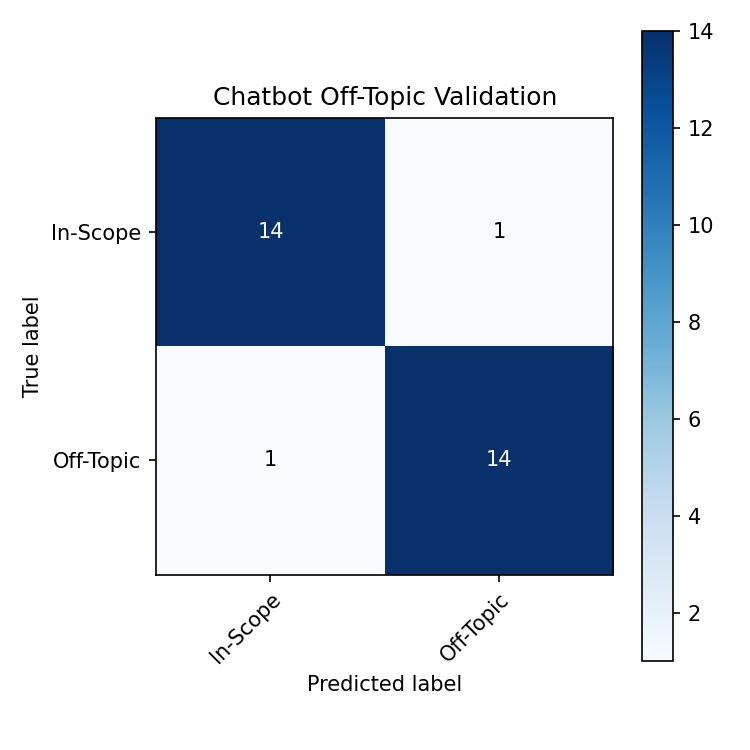 Chatbot Off-Topic Validation
True label
In-Scope
Off-Topic
14
1
1
14
In-Scope
Off-Topic
Predicted label
14
12
10
8
6
4
2